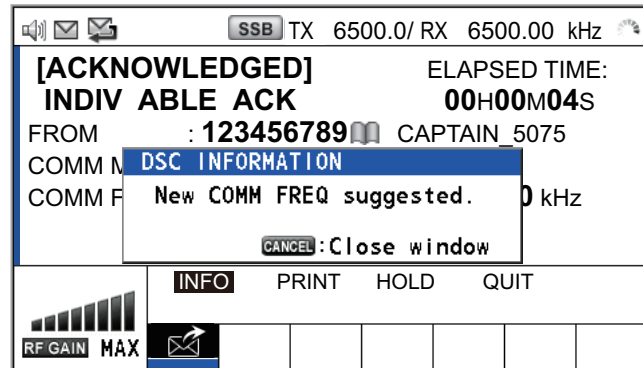 SSB TX 6500.0/ RX 6500.00 kHz
[ACKNOWLEDGED] ELAPSED TIME:
INDIV ABLE ACK 00H00M04S
FROM : 123456789 CAPTAIN_5075
COMM
DSC INFORMATION
COMM kHz
New COMM FREQ suggested.
CANCEL:Close window
INFO PRINT HOLD QUIT
RF GAIN MAX